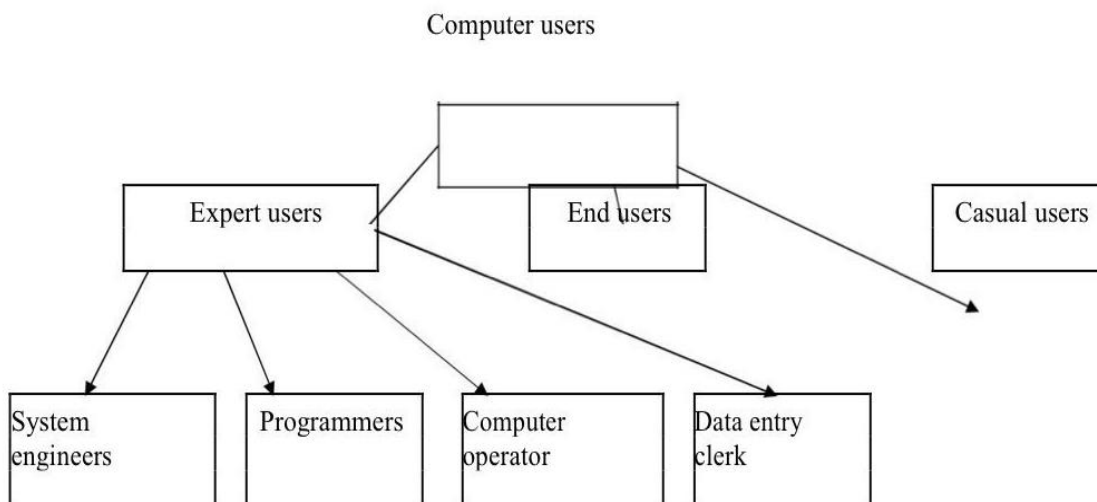 Computer users
Expert users
End users
Casual users
System
engineers
Programmers
Computer
operator
Data entry
clerk